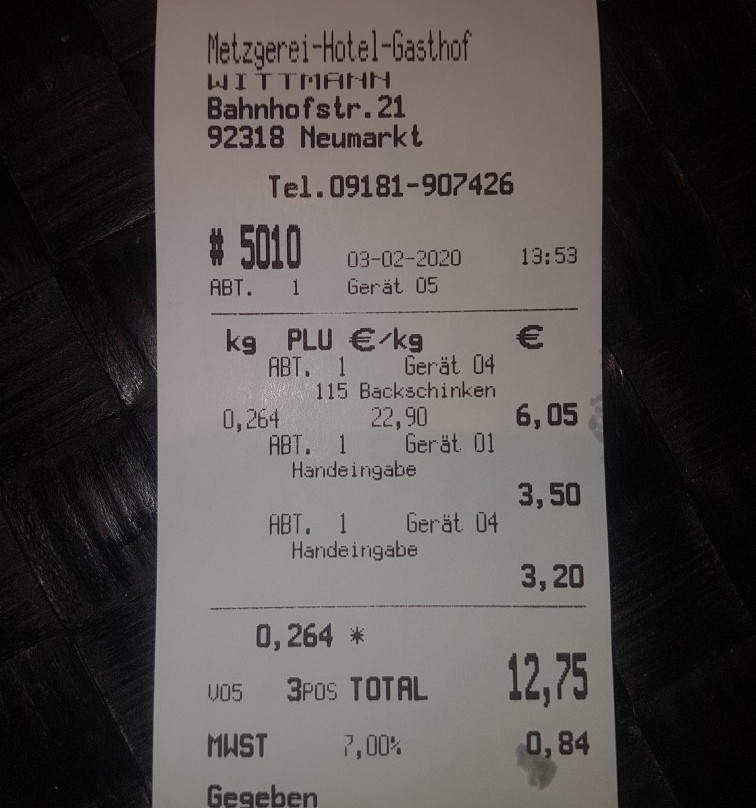 Metzgerei-Hotel-Gasthof
WITTMANN
Bahnhofstr.21
92318 Neumarkt
Tel.09181-907426
# 5010 03-02-2020 13:53
ABT. 1 Gerät 05
kg PLU €/kg €
ABT. 1 Gerät 04
115 Backschinken
0,264 22,90 6,05
ABT. 1 Gerät 01
Handeingabe
3,50
ABT. 1 Gerät 04
Handeingabe
3,20
0,264 *
V05 3POS TOTAL 12,75
MWST 7,00% 0,84
Gegeben